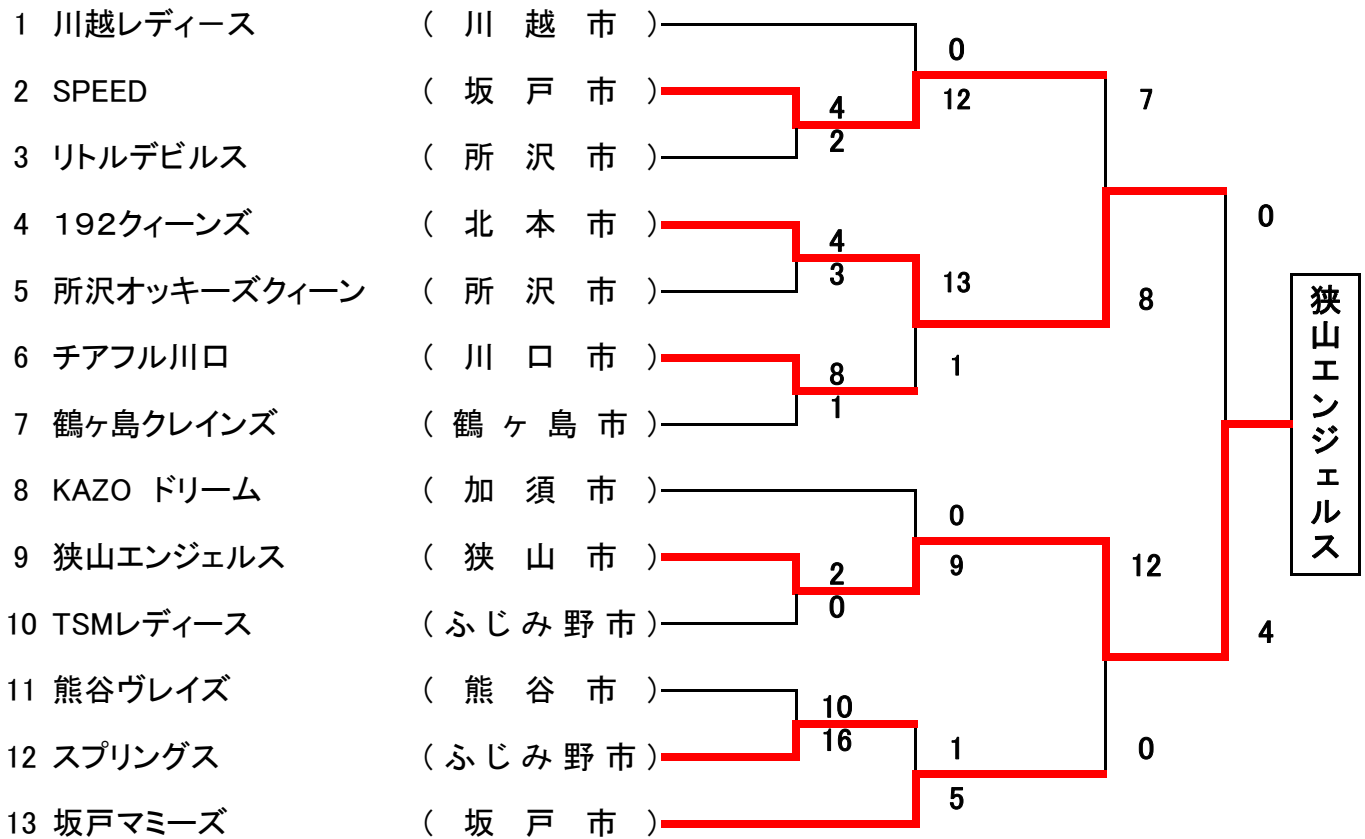 1 川越レディース ( 川 越 市 )
0
2 SPEED ( 坂 戸 市 )
4
12
7
2
3 リトルデビルス ( 所 沢 市 )
4 192クィーンズ ( 北 本 市 )
0
4
3
13
5 所沢オッキーズクィーン ( 所 沢 市 )
8
6 チアフル川口 ( 川 口 市 )
8
1
1
7 鶴ヶ島クレインズ ( 鶴 ヶ 島 市 )
狭山エンジェルス
8 KAZO ドリーム ( 加 須 市 )
0
9 狭山エンジェルス ( 狭 山 市 )
2
9
12
0
10 TSMレディース ( ふ じ み 野 市 )
4
11 熊谷ヴレイズ ( 熊 谷 市 )
10
16
12 スプリングス ( ふ じ み 野 市 )
1
0
5
13 坂戸マミーズ ( 坂 戸 市 )